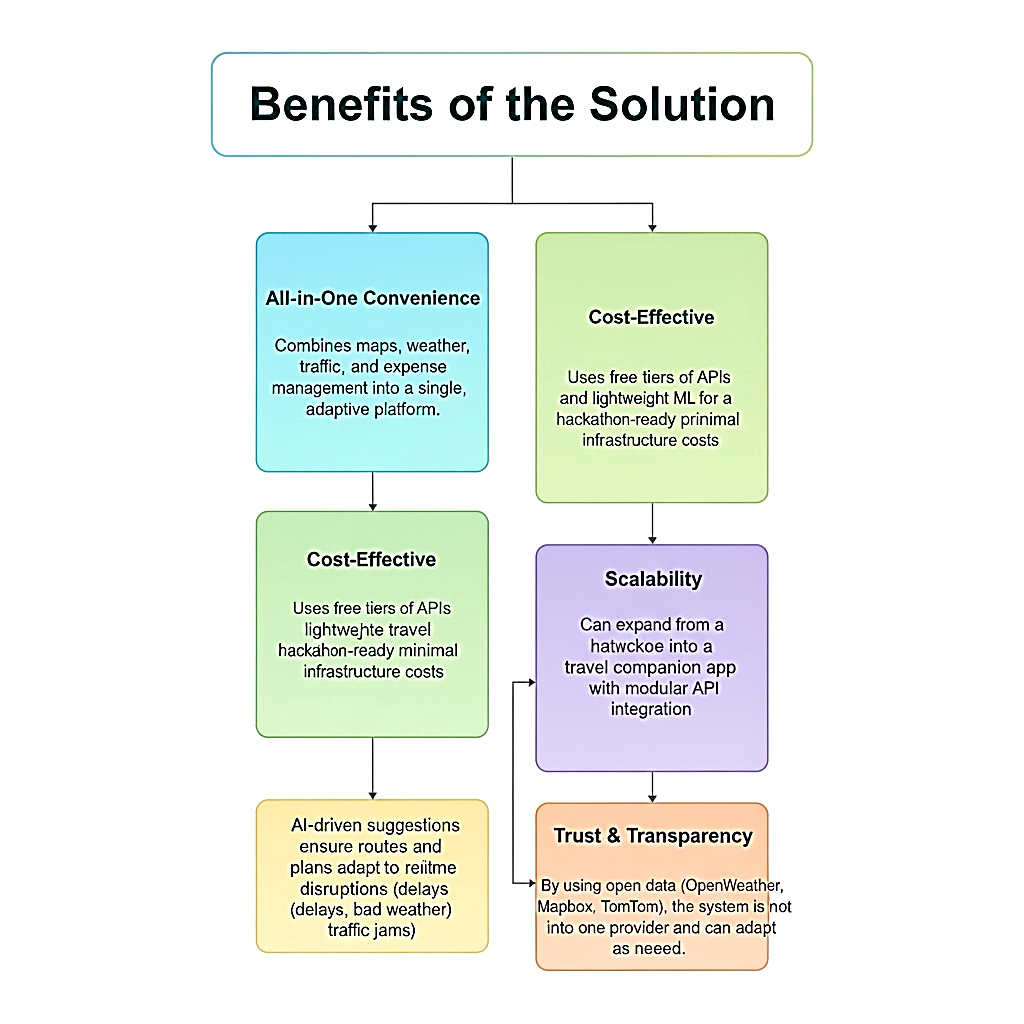 Benefits of the Solution
All-in-One Convenience
Combines maps, weather,
traffic, and expense
management into a single,
adaptive platform.
Cost-Effective
Uses free tiers of APIs
and lightweight ML for a
hackathon-ready prinimal
infrastructure costs
Cost-Effective
Uses free tiers of APIs
lightwejhte travel
hackathon-ready minimal
infrastructure costs
Scalability
Can expand from a
hatwckoe into a
travel companion app
with modular API
integration
AI-driven suggestions
ensure routes and
plans adapt to
disruptions (delays
(delays, bad weather)
traffic jams)
Trust & Transparency
By using open data (OpenWeather,
Mapbox, TomTom), the system is not
into one provider and can adapt
as neeed.